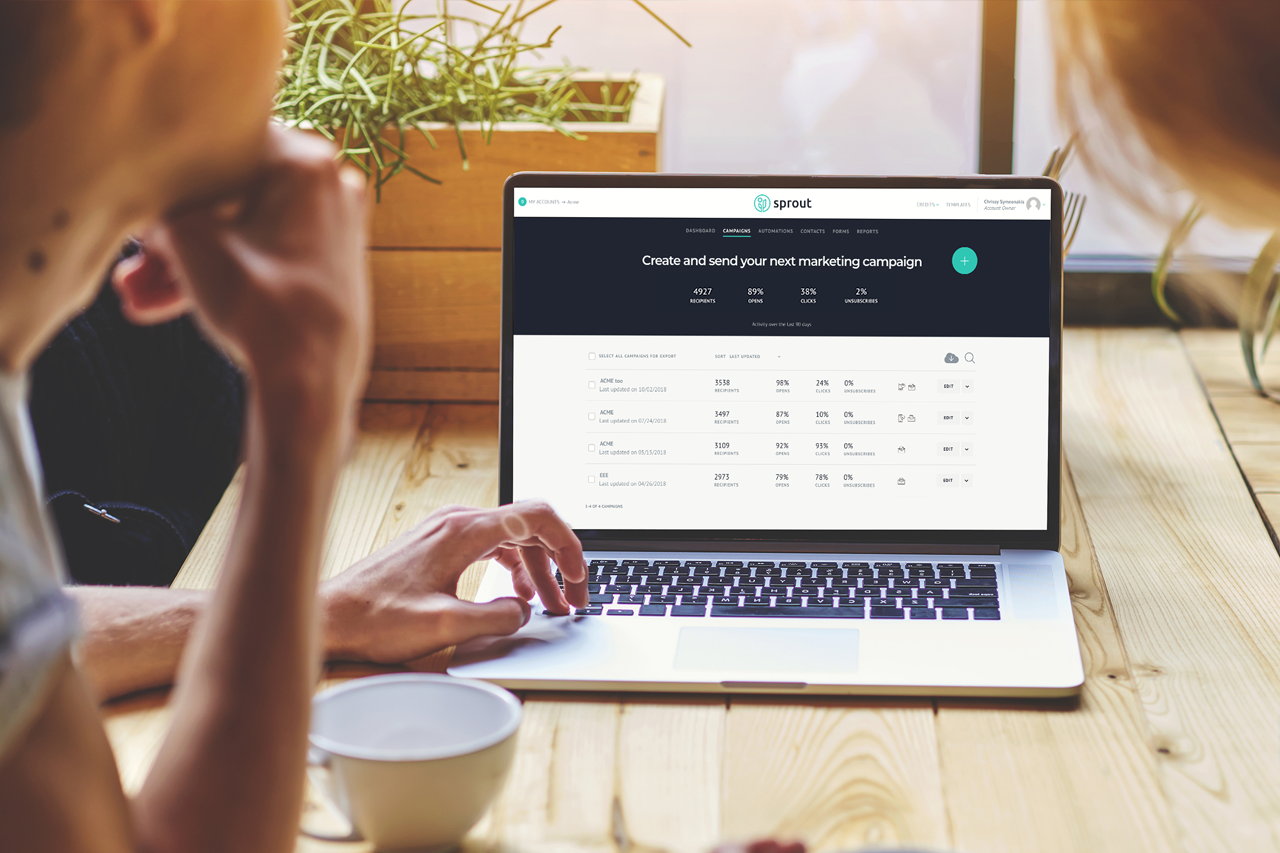 MY ACCOUNTS → Acme
sprout
CREDITS
TEMPLATES
Chrissy Symeonakis
Account Owner
DASHBOARD CAMPAIGNS AUTOMATIONS CONTACTS FORMS REPORTS
Create and send your next marketing campaign
+
4927 89% 38% 2%
RECIPIENTS OPENS CLICKS UNSUBSCRIBES
Activity over the last 90 days
SELECT ALL CAMPAIGNS FOR EXPORT
SORT LAST UPDATED
ACME too 3538 98% 24% 0%
Last updated on 10/02/2018 RECIPIENTS OPENS CLICKS UNSUBSCRIBES EDIT
ACME 3497 87% 10% 0%
Last updated on 07/24/2018 RECIPIENTS OPENS CLICKS UNSUBSCRIBES EDIT
ACME 3109 92% 93% 0%
Last updated on 05/15/2018 RECIPIENTS OPENS CLICKS UNSUBSCRIBES EDIT
EEE 2973 79% 78% 0%
Last updated on 04/26/2018 RECIPIENTS OPENS CLICKS UNSUBSCRIBES EDIT
1-4 OF 4 CAMPAIGNS